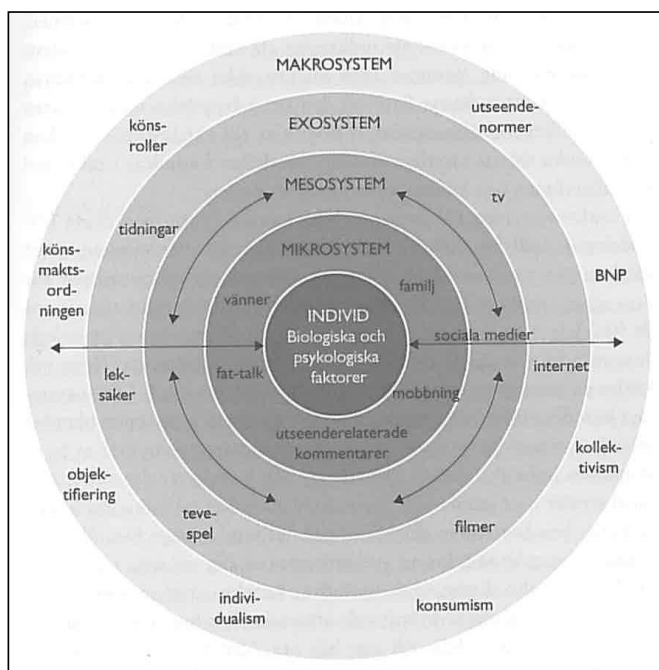 MAKROSYSTEM
EXOSYSTEM
utseende-
normer
köns-
roller
MESOSYSTEM
tv
tidningar
MIKROSYSTEM
köns-
makts-
ordningen
BNP
vänner
familj
INDIVID
Biologiska och
psykologiska
faktorer
sociala medier
internet
lek-
saker
fat-talk
mobbning
utseenderelaterade
kommentarer
objek-
tifiering
kollek-
tivism
teve-
spel
filmer
indivi-
dualism
konsumism